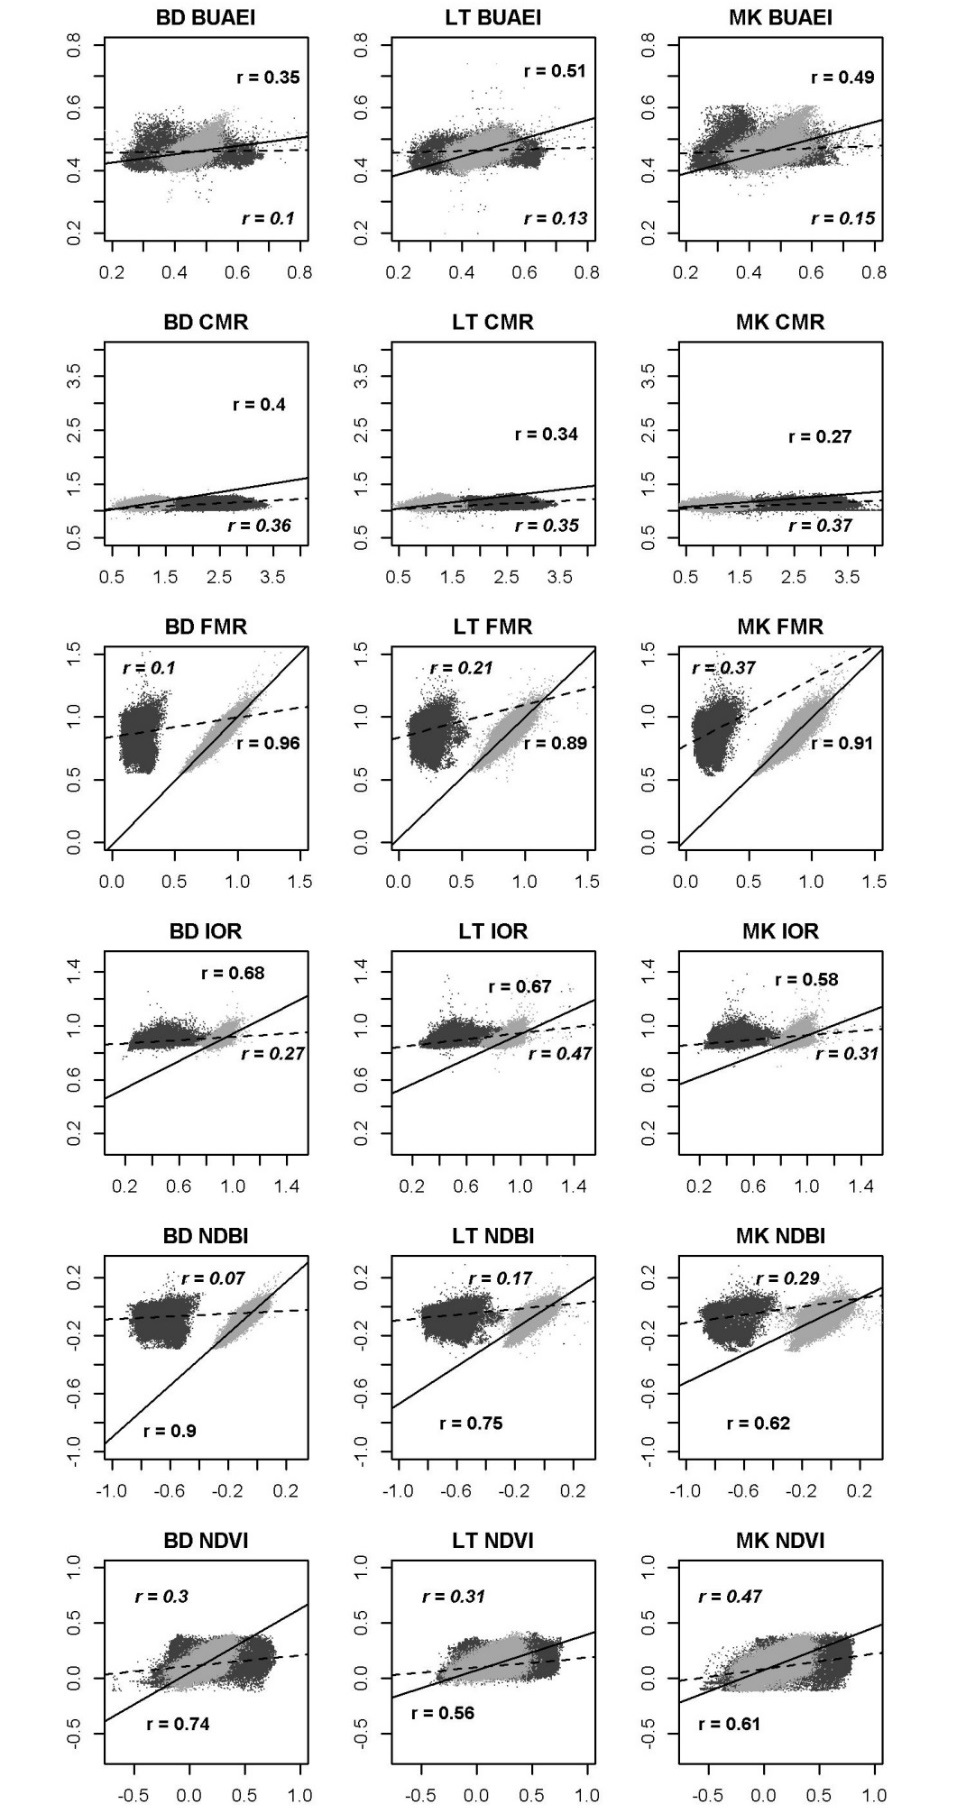 BD BUAEI LT BUAEI MK BUAEI
0.8 0.8 0.8
r = 0.35 r = 0.51 r = 0.49
0.6 0.6 0.6
0.4 0.4 0.4
r = 0.1 r = 0.13 r = 0.15
0.2 0.2 0.2
0.2 0.4 0.6 0.8 0.2 0.4 0.6 0.8 0.2 0.4 0.6 0.8
BD CMR LT CMR MK CMR
3.5 3.5 3.5
r = 0.4 r = 0.34 r = 0.27
2.5 2.5 2.5
1.5 1.5 1.5
r = 0.36 r = 0.35 r = 0.37
0.5 0.5 0.5
0.5 1.5 2.5 3.5 0.5 1.5 2.5 3.5 0.5 1.5 2.5 3.5
BD FMR LT FMR MK FMR
1.5 1.5 1.5
r = 0.1 r = 0.21 r = 0.37
1.0 1.0 1.0
r = 0.96 r = 0.89 r = 0.91
0.5 0.5 0.5
0.0 0.0 0.0
0.0 0.5 1.0 1.5 0.0 0.5 1.0 1.5 0.0 0.5 1.0 1.5
BD IOR LT IOR MK IOR
1.4 1.4 1.4
r = 0.68 r = 0.67 r = 0.58
1.0 1.0 1.0
r = 0.27 r = 0.47 r = 0.31
0.6 0.6 0.6
0.2 0.2 0.2
0.2 0.6 1.0 1.4 0.2 0.6 1.0 1.4 0.2 0.6 1.0 1.4
BD NDBI LT NDBI MK NDBI
0.2 0.2 0.2
r = 0.07 r = 0.17 r = 0.29
-0.2 -0.2 -0.2
-0.6 -0.6 -0.6
r = 0.9 r = 0.75 r = 0.62
-1.0 -1.0 -1.0
-1.0 -0.6 -0.2 0.2 -1.0 -0.6 -0.2 0.2 -1.0 -0.6 -0.2 0.2
BD NDVI LT NDVI MK NDVI
1.0 1.0 1.0
r = 0.3 r = 0.31 r = 0.47
0.5 0.5 0.5
0.0 0.0 0.0
r = 0.74 r = 0.56 r = 0.61
-0.5 -0.5 -0.5
-0.5 0.0 0.5 1.0 -0.5 0.0 0.5 1.0 -0.5 0.0 0.5 1.0